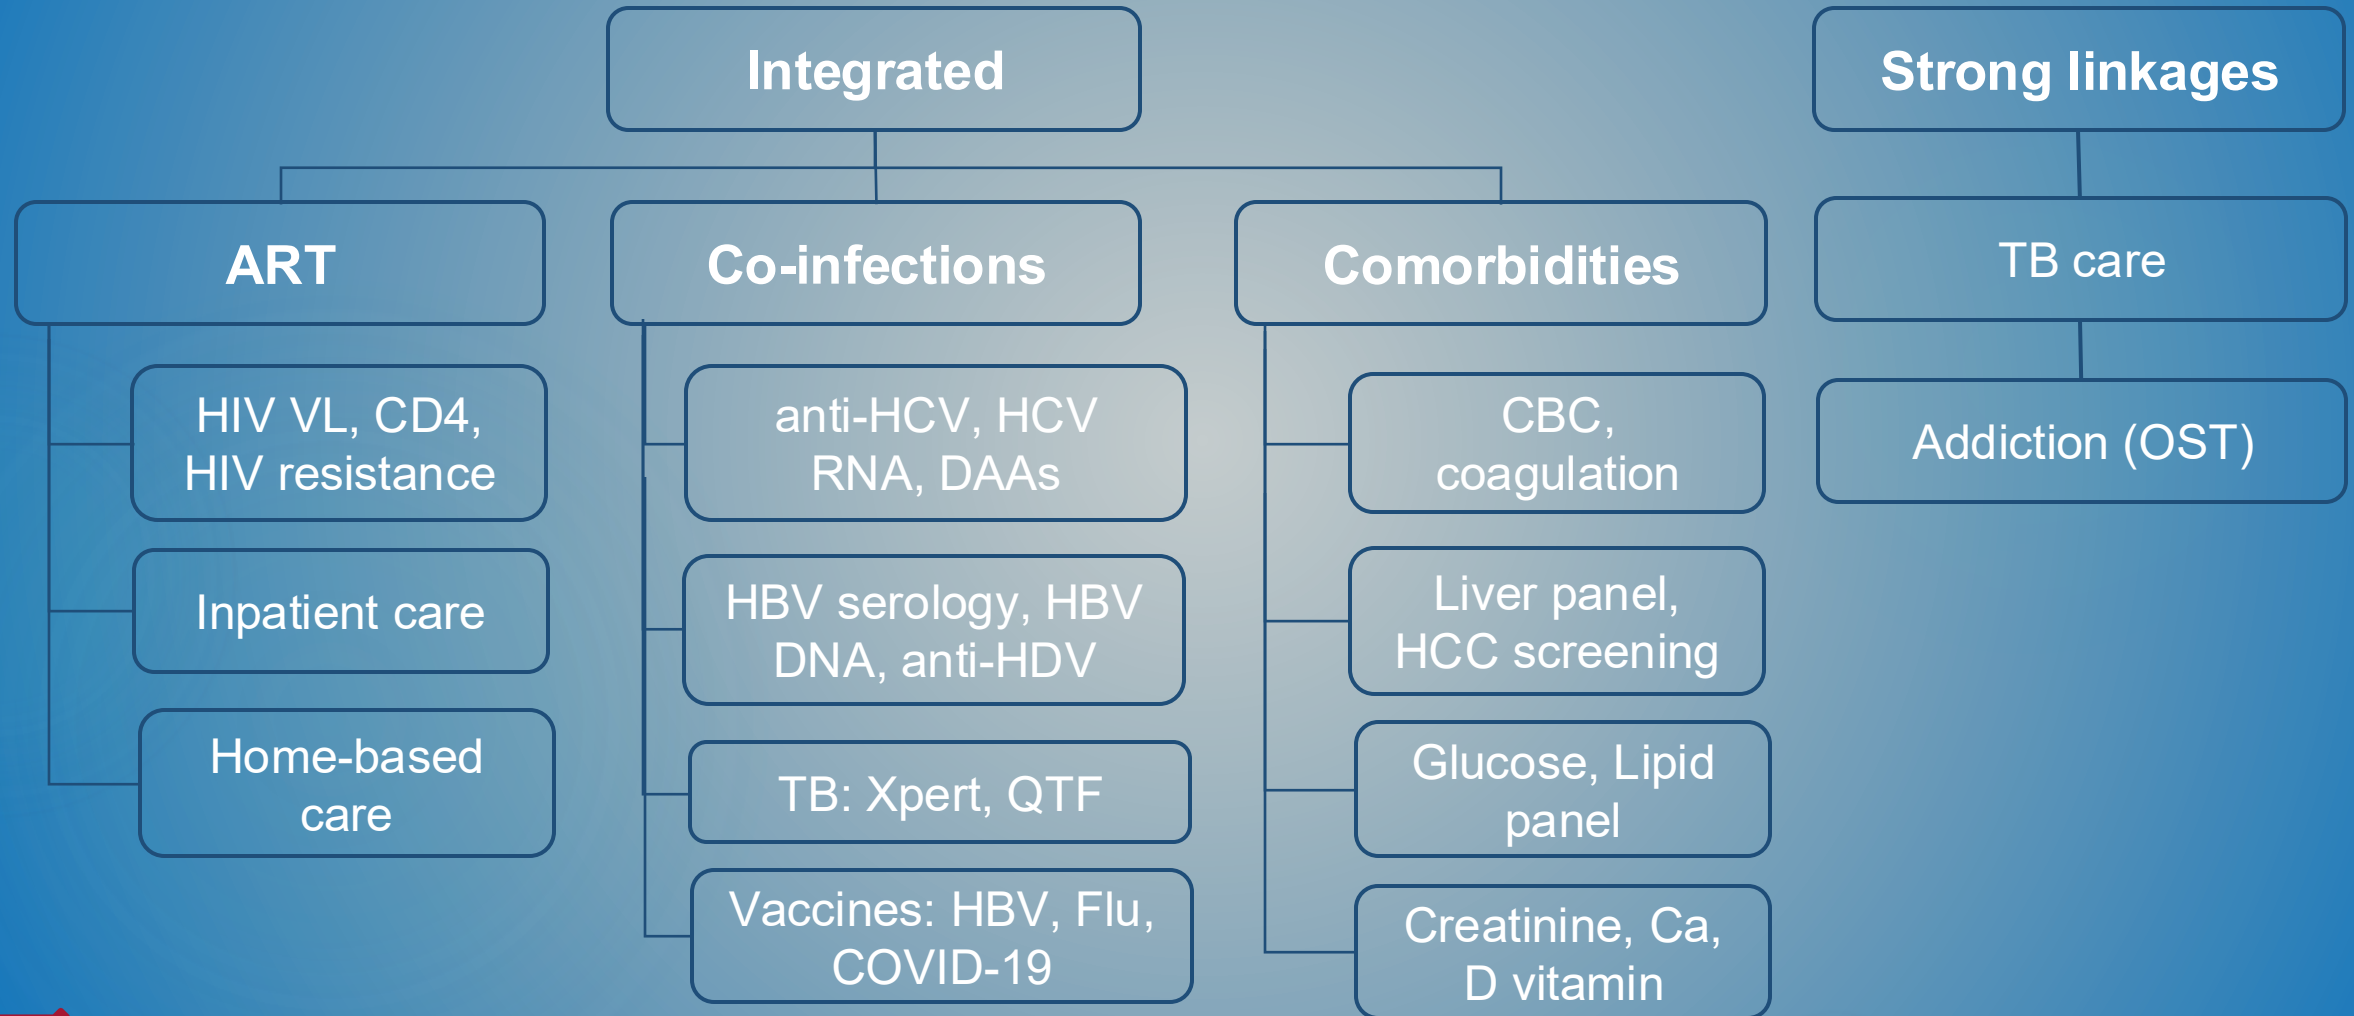 Integrated
Strong linkages
ART
Co-infections
Comorbidities
TB care
HIV VL, CD4,
HIV resistance
Inpatient care
Home-based
care
anti-HCV, HCV
RNA, DAAs
HBV serology, HBV
DNA, anti-HDV
TB: Xpert, QTF
Vaccines: HBV, Flu,
COVID-19
CBC,
coagulation
Liver panel,
HCC screening
Glucose, Lipid
panel
Creatinine, Ca,
D vitamin
Addiction (OST)